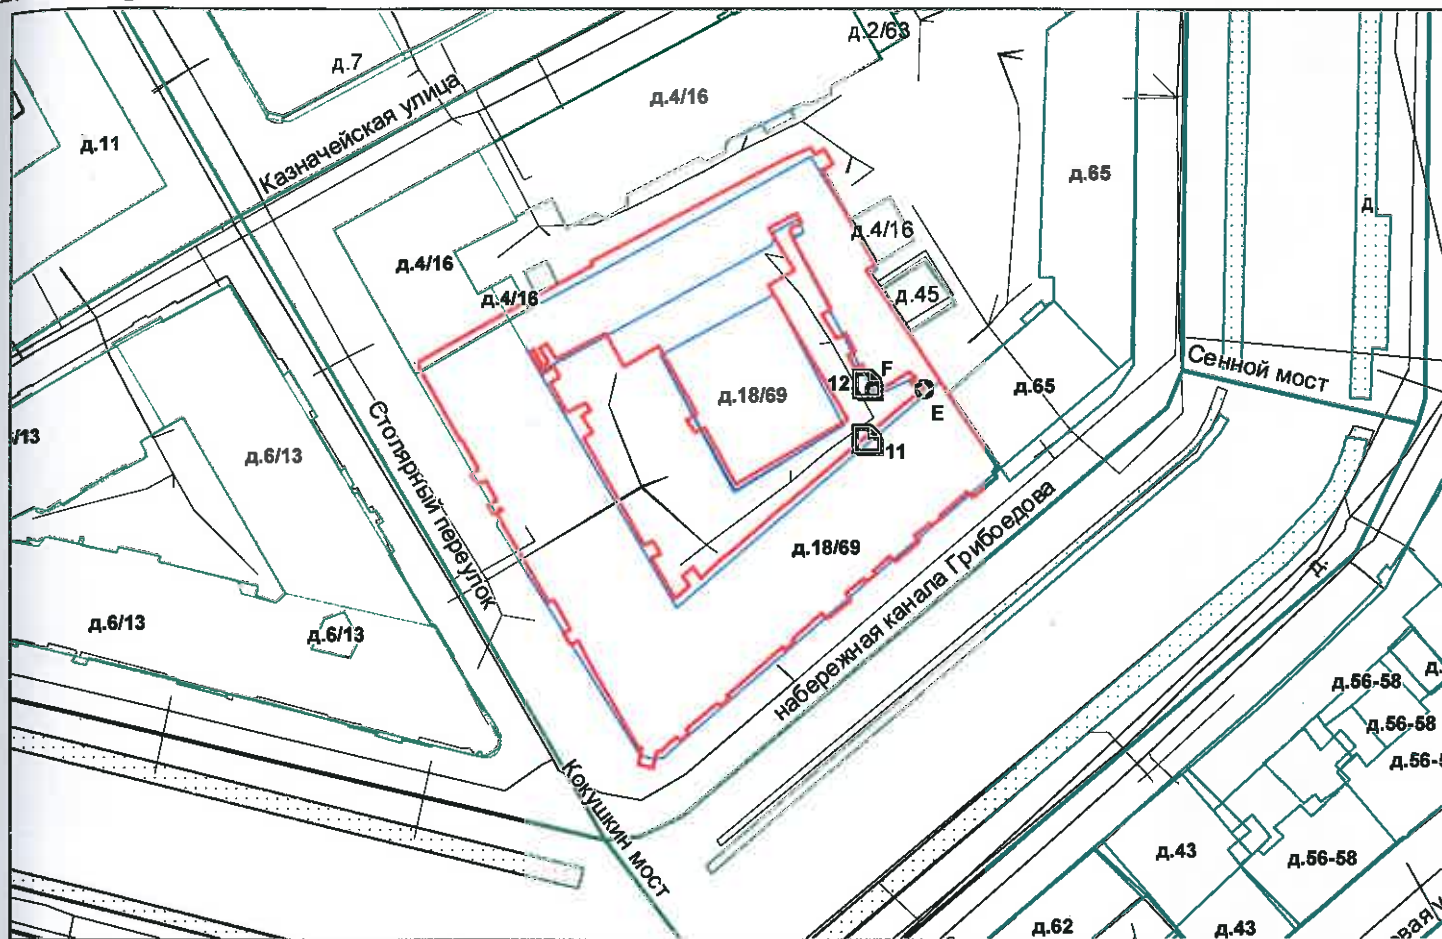 д.2/63
д.7
д.4/16
Казначейская улица
д.11
д.65
д.
д.4/16
д.4/16
д.4/16
д.45
Сенной мост
12
F
д.18/69
д.65
E
/13
Столярный переулок
11
д.6/13
д.18/69
набережная канала Грибоедова
д.
д.6/13
д.6/13
д.
д.56-58
д.56-58
д.56-
Кокушкин мост
д.43
д.56-58
д.62
д.43
вая у